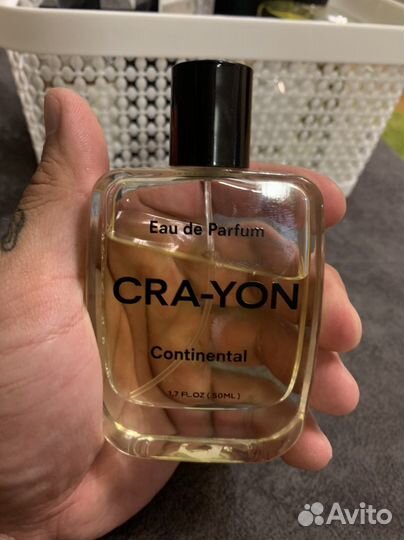 Eau de Parfum
CRA-YON
Continental
1.7 FL.OZ ( 50ML )
Avito